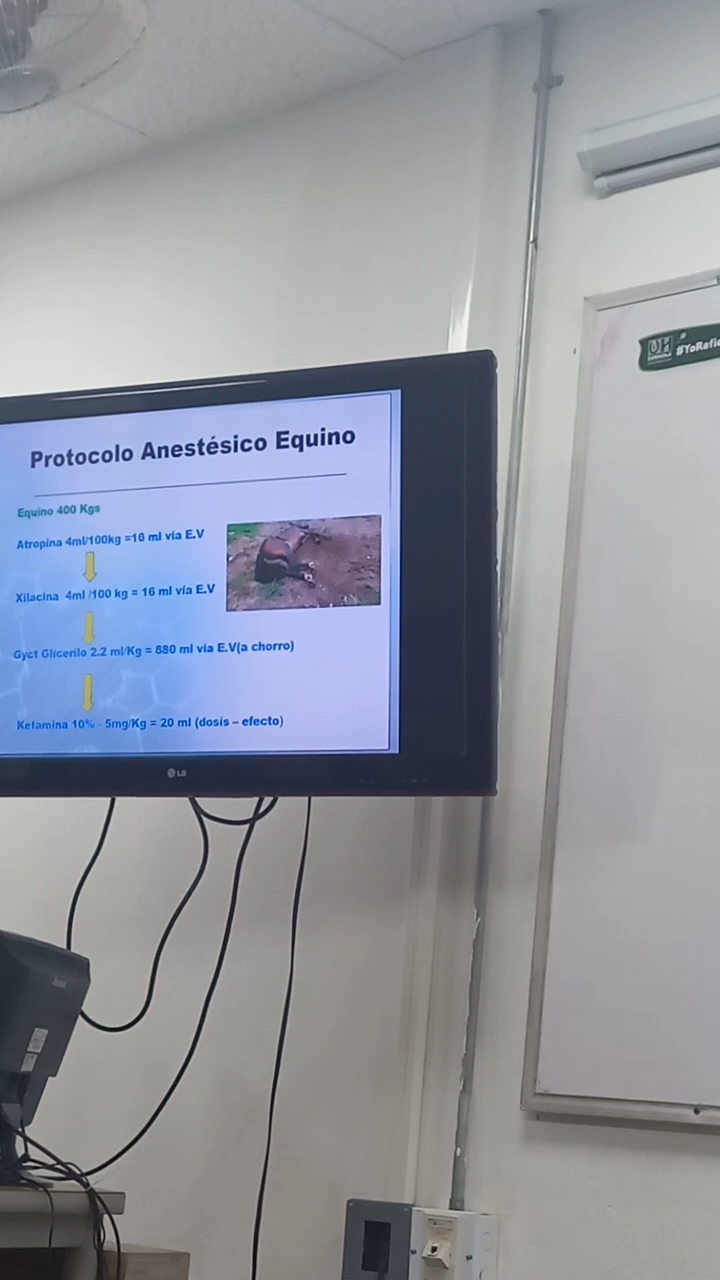 #YoRefle
Protocolo Anestésico Equino
Equino 400 Kgs
Atropina 4ml/100kg =16 ml vía E.V
Xilacina 4ml /100 kg = 16 ml vía E.V
Gyct Glicerilo 2.2 ml/Kg = 880 ml vía E.V(a chorro)
Ketamina 10% - 5mg/Kg = 20 ml (dosis – efecto)
LG